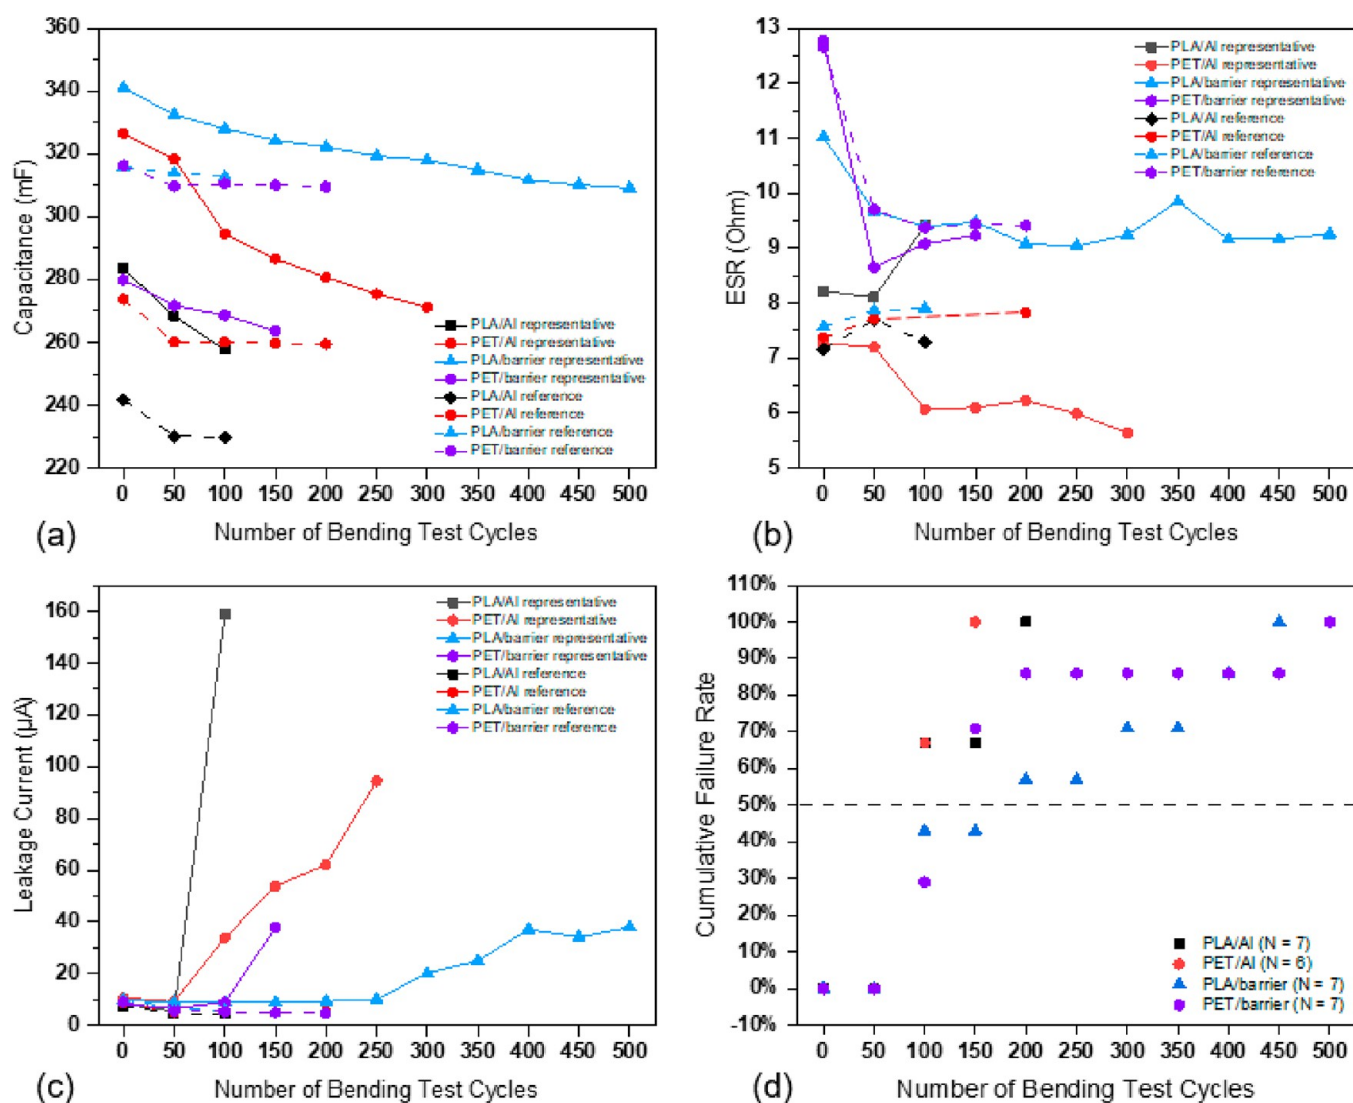 360
340
320
300
280
260
240
220
Capacitance (mF)
0 50 100 150 200 250 300 350 400 450 500
Number of Bending Test Cycles
PLA/Al representative
PET/Al representative
PLA/barrier representative
PET/barrier representative
PLA/Al reference
PET/Al reference
PLA/barrier reference
PET/barrier reference
(a)
13
12
11
10
9
8
7
6
5
ESR (Ohm)
0 50 100 150 200 250 300 350 400 450 500
Number of Bending Test Cycles
PLA/Al representative
PET/Al representative
PLA/barrier representative
PET/barrier representative
PLA/Al reference
PET/Al reference
PLA/barrier reference
PET/barrier reference
(b)
160
140
120
100
80
60
40
20
0
Leakage Current (µA)
0 50 100 150 200 250 300 350 400 450 500
Number of Bending Test Cycles
PLA/Al representative
PET/Al representative
PLA/barrier representative
PET/barrier representative
PLA/Al reference
PET/Al reference
PLA/barrier reference
PET/barrier reference
(c)
110%
100%
90%
80%
70%
60%
50%
40%
30%
20%
10%
0%
-10%
Cumulative Failure Rate
0 50 100 150 200 250 300 350 400 450 500
Number of Bending Test Cycles
PLA/Al (N = 7)
PET/Al (N = 6)
PLA/barrier (N = 7)
PET/barrier (N = 7)
(d)